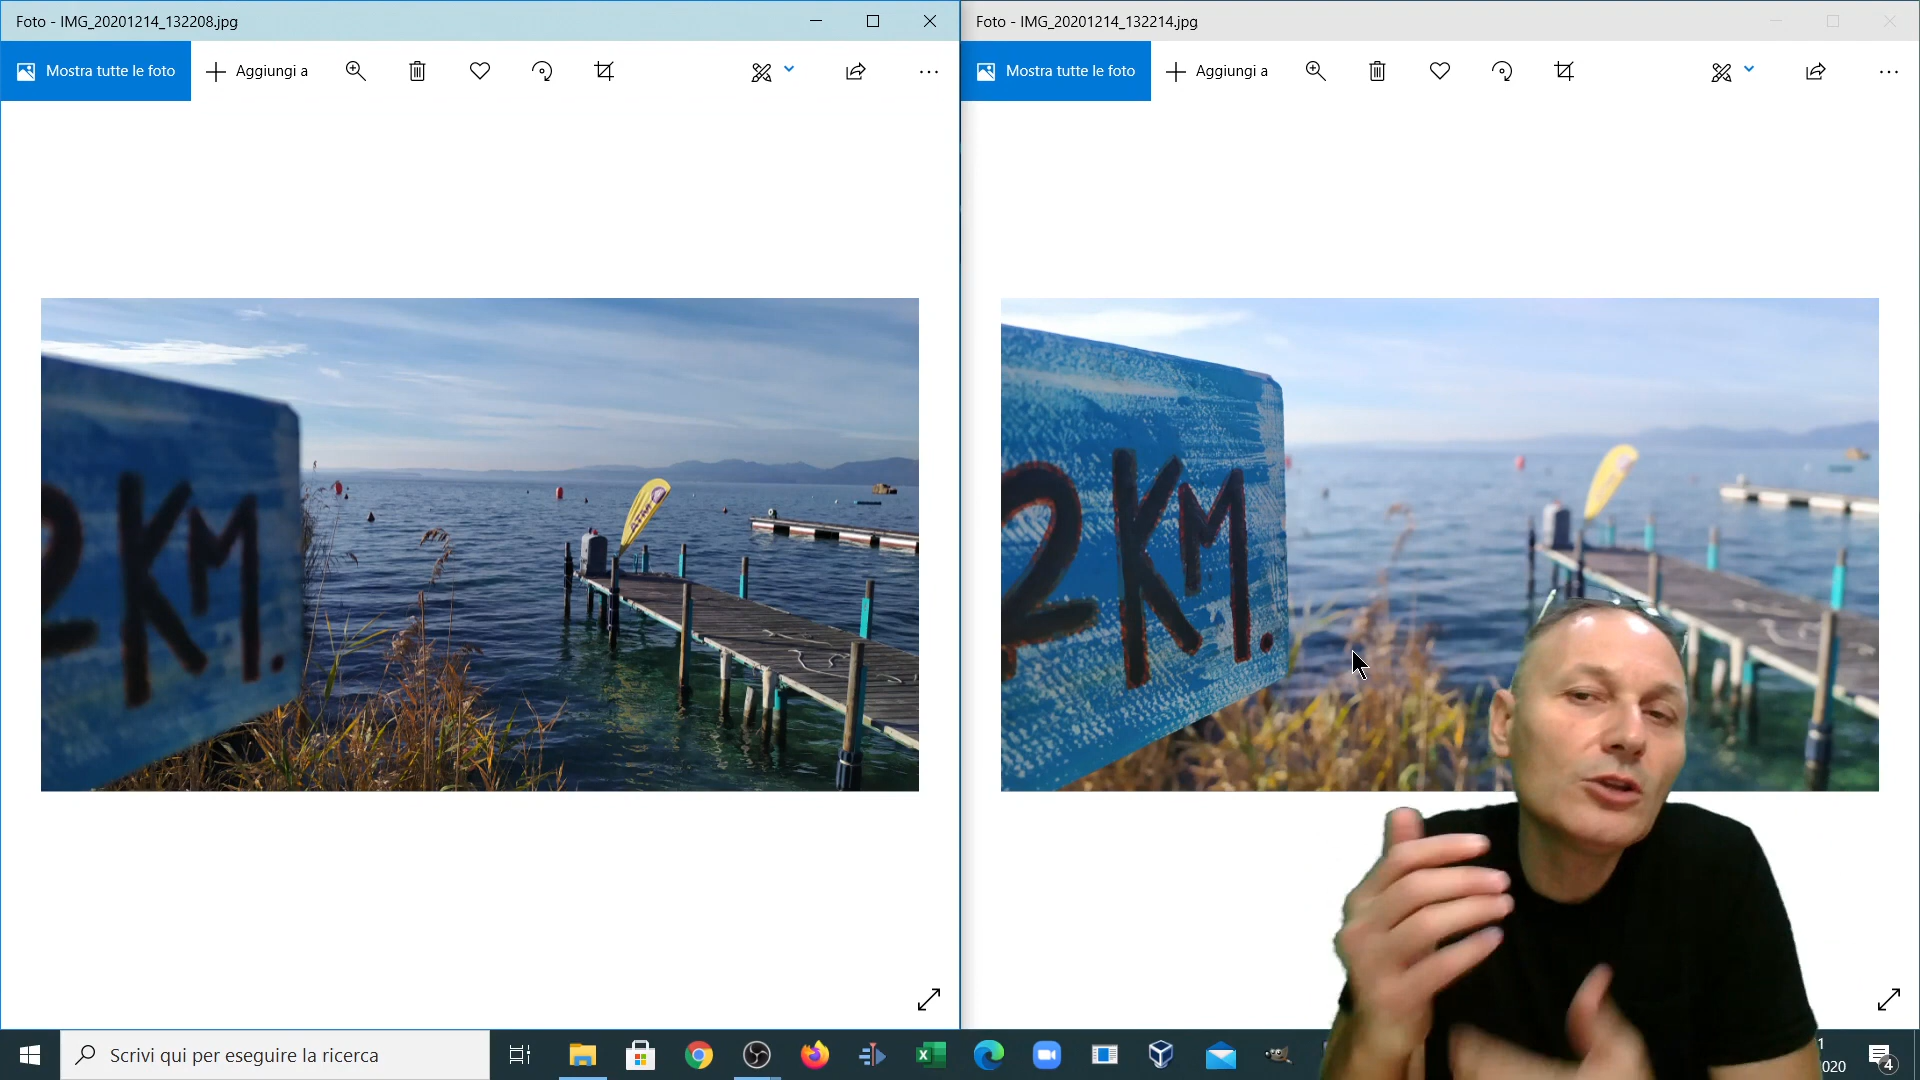 Foto - IMG_20201214_132208.jpg
Mostra tutte le foto
Aggiungi a
2KM.
Foto - IMG_20201214_132214.jpg
Mostra tutte le foto
Aggiungi a
2KM.
Scrivi qui per eseguire la ricerca
4